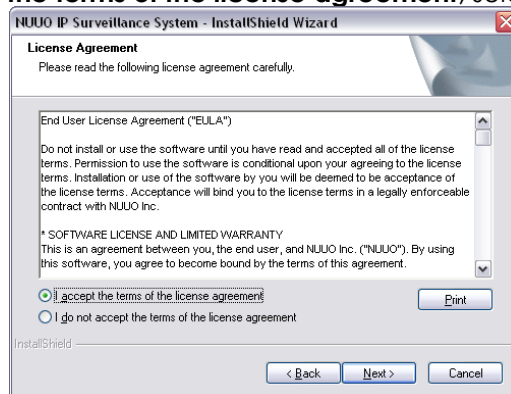 the terms of the license agreement,
NUUO IP Surveillance System - InstallShield Wizard
License Agreement
Please read the following license agreement carefully.
End User License Agreement ("EULA")
Do not install or use the software until you have read and accepted all of the license
terms. Permission to use the software is conditional upon your agreeing to the license
terms. Installation or use of the software by you will be deemed to be acceptance of
the license terms. Acceptance will bind you to the license terms in a legally enforceable
contract with NUUO Inc.
* SOFTWARE LICENSE AND LIMITED WARRANTY
This is an agreement between you, the end user, and NUUO Inc. ("NUUO"). By using
this software, you agree to become bound by the terms of this agreement.
I accept the terms of the license agreement
Print
I do not accept the terms of the license agreement
InstallShield
< Back Next > Cancel